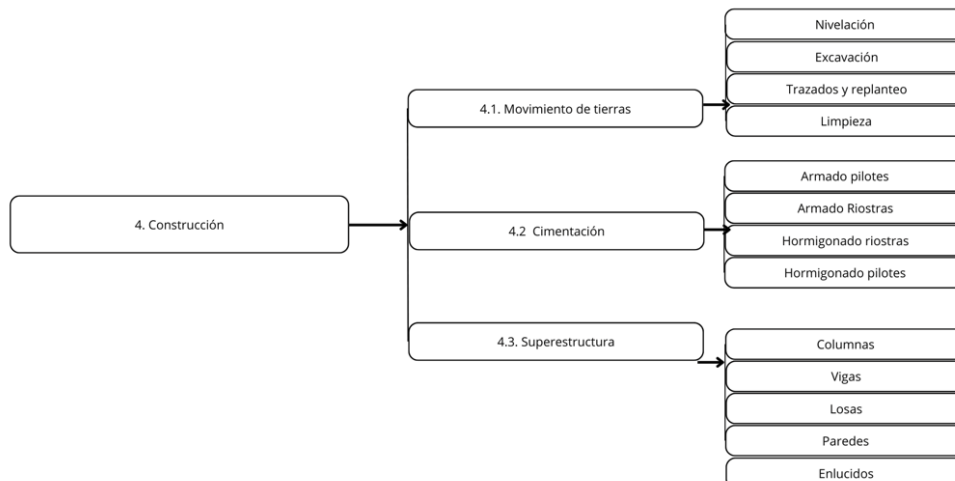 4. Construcción
4.1. Movimiento de tierras
Nivelación
Excavación
Trazados y replanteo
Limpieza
4.2 Cimentación
Armado pilotes
Armado Riostras
Hormigonado riostras
Hormigonado pilotes
4.3. Superestructura
Columnas
Vigas
Losas
Paredes
Enlucidos